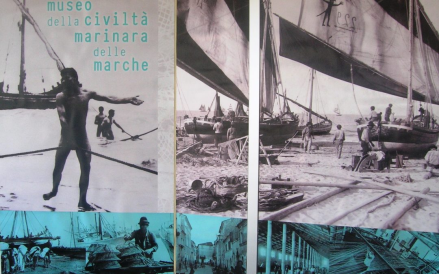 museo
della civiltà
marinara
delle
marche